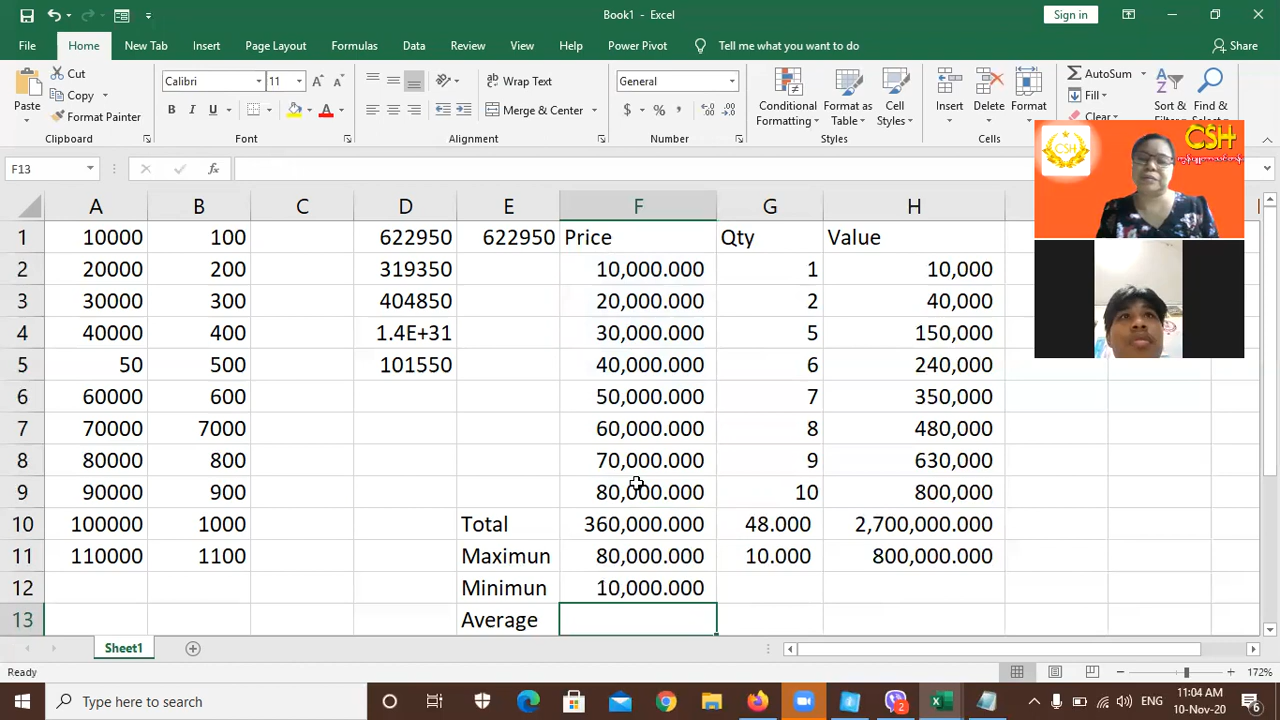 Book1 - Excel
Sign in
File Home New Tab Insert Page Layout Formulas Data Review View Help Power Pivot Tell me what you want to do Share
Paste
Cut
Copy
Format Painter
Clipboard
Calibri 11
B I U
Font
Wrap Text
Merge & Center
Alignment
General
$ % ,
Number
Conditional Formatting
Format as Table
Cell Styles
Styles
Insert Delete Format
Cells
AutoSum
Fill
Clear
Sort &
Find &
CSH
CSH
F13
fx
A B C D E F G H
1 10000 100 622950 622950 Price Qty Value
2 20000 200 319350 10,000.000 1 10,000
3 30000 300 404850 20,000.000 2 40,000
4 40000 400 1.4E+31 30,000.000 5 150,000
5 50 500 101550 40,000.000 6 240,000
6 60000 600 50,000.000 7 350,000
7 70000 7000 60,000.000 8 480,000
8 80000 800 70,000.000 9 630,000
9 90000 900 80,000.000 10 800,000
10 100000 1000 Total 360,000.000 48.000 2,700,000.000
11 110000 1100 Maximun 80,000.000 10.000 800,000.000
12 Minimun 10,000.000
13 Average
Sheet1
Ready
172%
Type here to search
2
ENG
11:04 AM
10-Nov-20
6